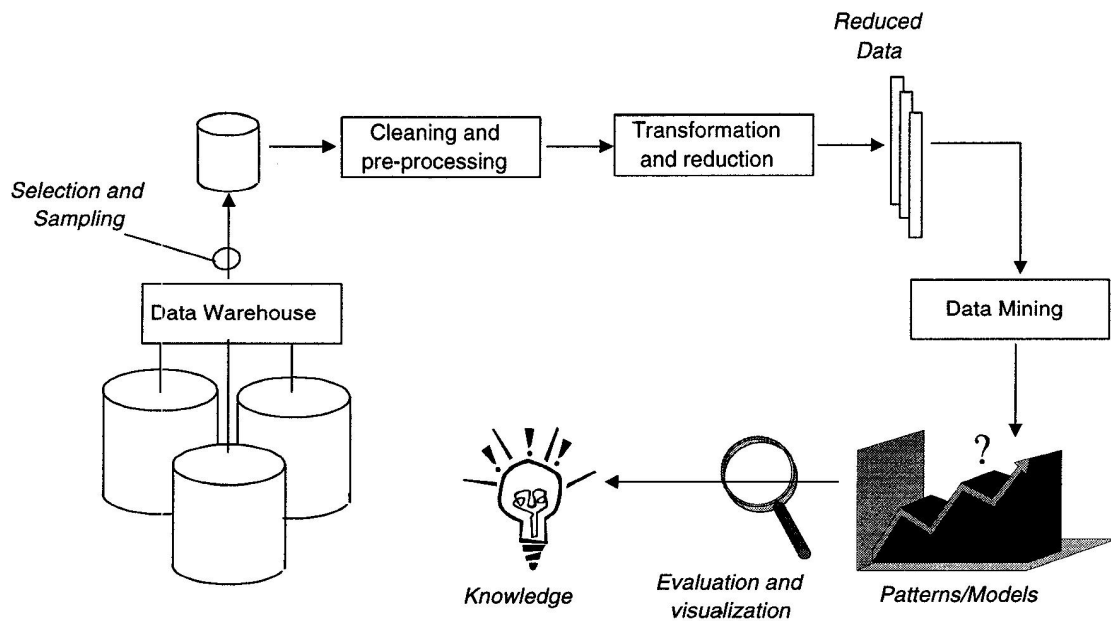 Reduced
Data
Cleaning and
pre-processing
Transformation
and reduction
Selection and
Sampling
Data Warehouse
Data Mining
?
Knowledge
Evaluation and
visualization
Patterns/Models